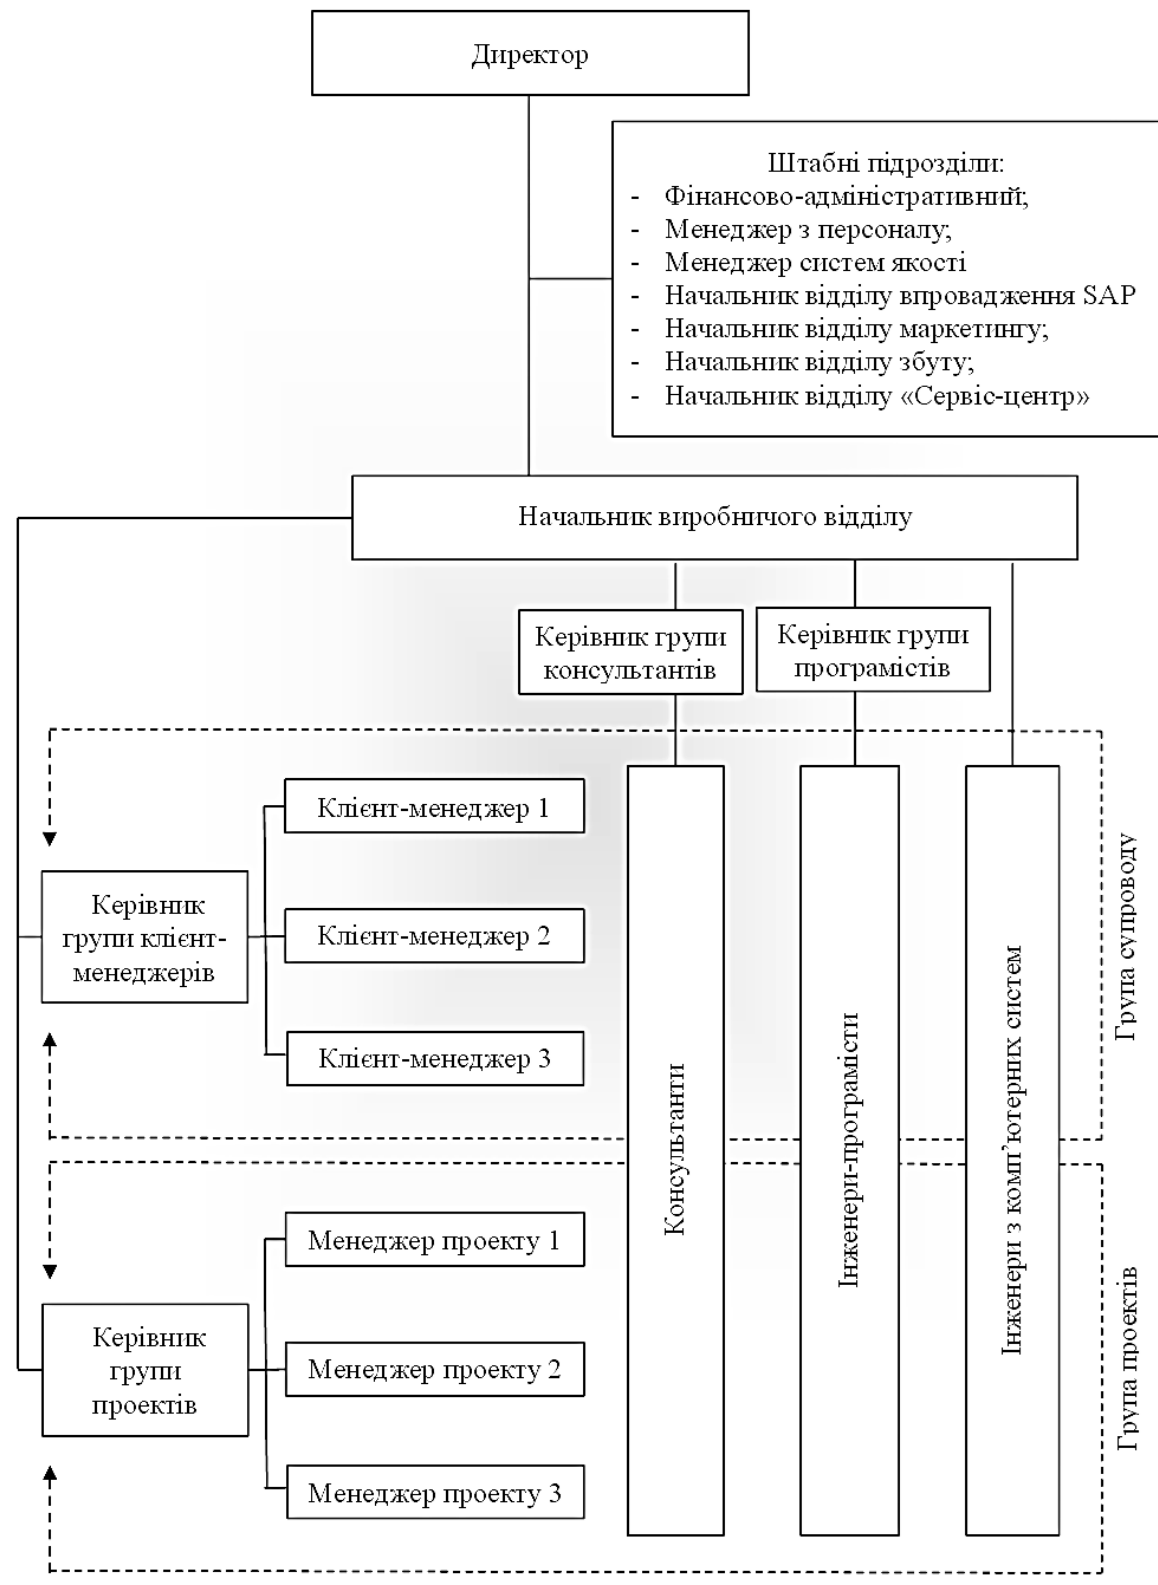 Директор
Штабні підрозділи:
- Фінансово-адміністративний;
- Менеджер з персоналу;
- Менеджер систем якості
- Начальник відділу впровадження SAP
- Начальник відділу маркетингу;
- Начальник відділу збуту;
- Начальник відділу «Сервіс-центр»
Начальник виробничого відділу
Керівник групи
консультантів
Керівник групи
програмістів
Керівник
групи клієнт-
менеджерів
Клієнт-менеджер 1
Клієнт-менеджер 2
Клієнт-менеджер 3
Консультанти
Інженери-програмісти
Інженери з комп’ютерних систем
Група супроводу
Керівник
групи
проектів
Менеджер проекту 1
Менеджер проекту 2
Менеджер проекту 3
Група проектів